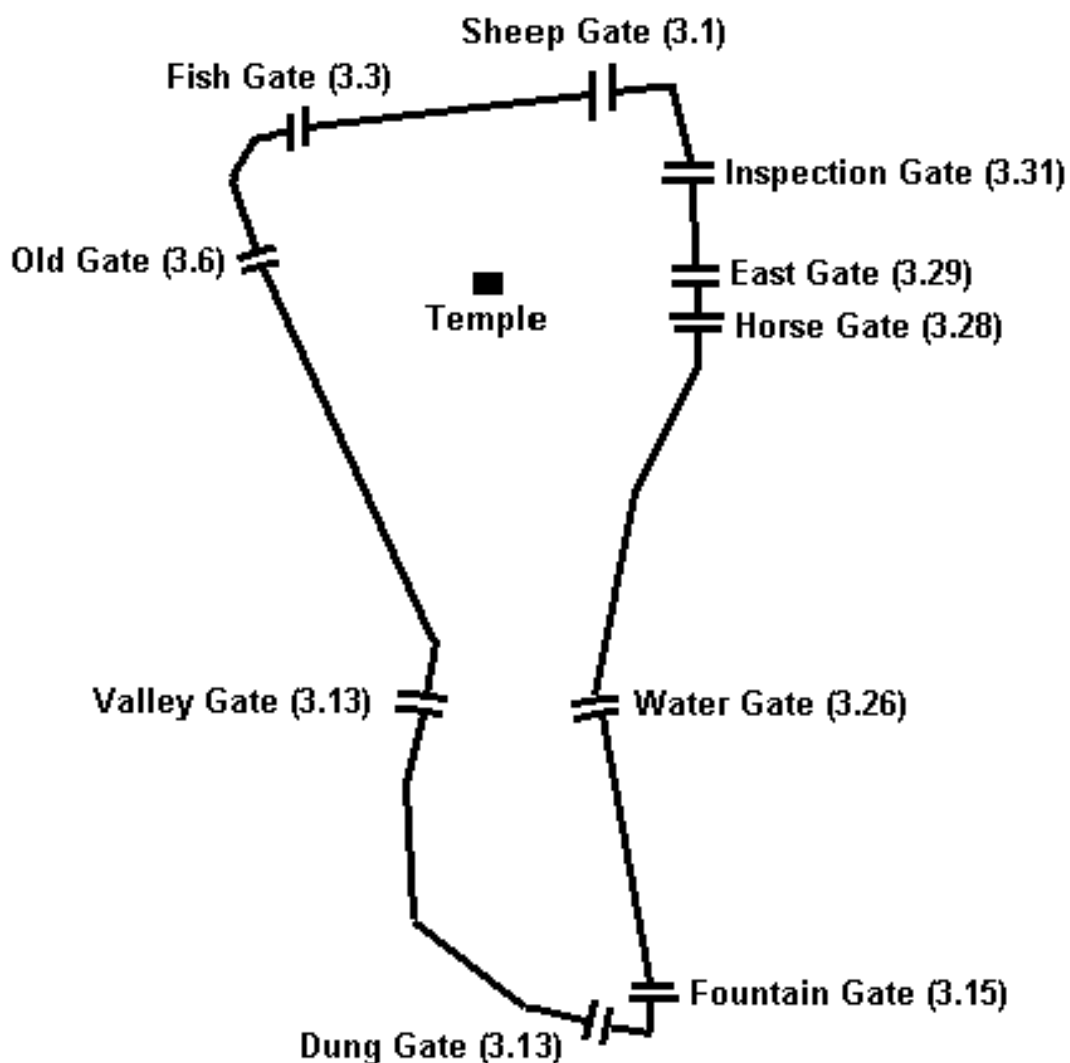 Sheep Gate (3.1)
Fish Gate (3.3)
Inspection Gate (3.31)
Old Gate (3.6)
East Gate (3.29)
Temple
Horse Gate (3.28)
Valley Gate (3.13)
Water Gate (3.26)
Fountain Gate (3.15)
Dung Gate (3.13)